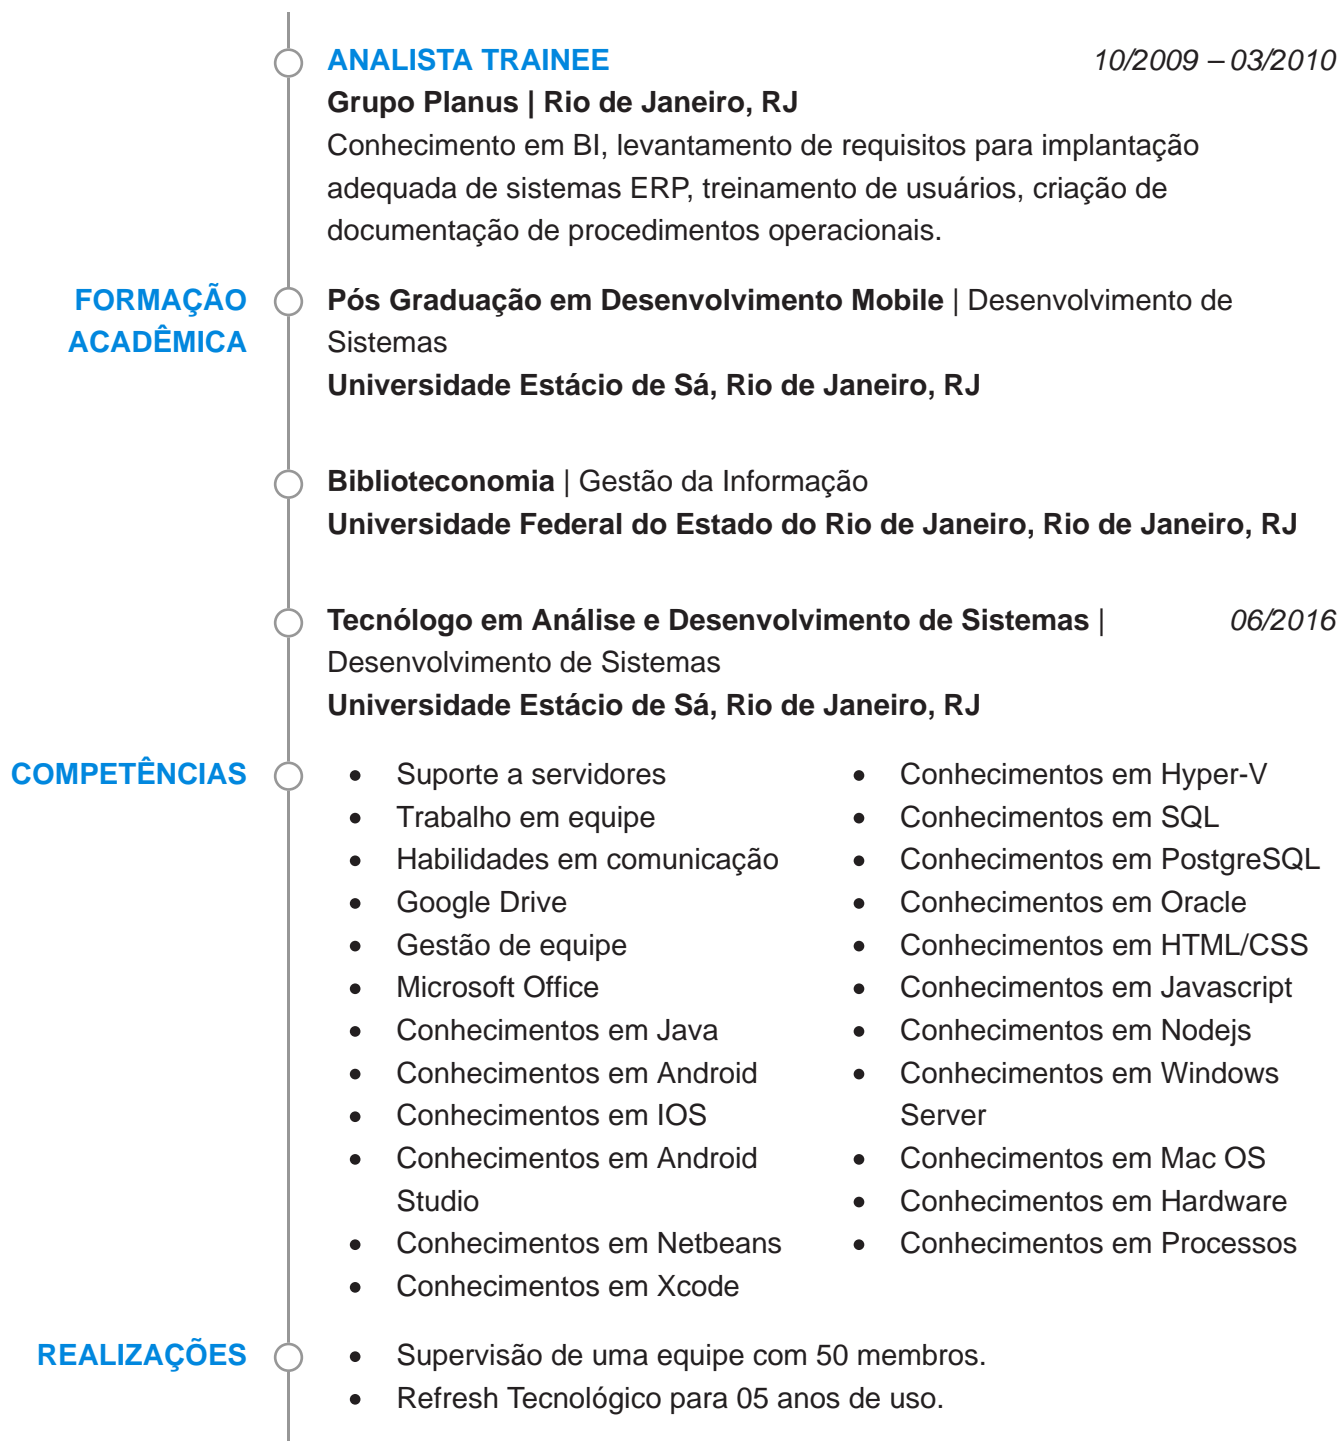 ANALISTA TRAINEE 10/2009 – 03/2010
Grupo Planus | Rio de Janeiro, RJ
Conhecimento em BI, levantamento de requisitos para implantação
adequada de sistemas ERP, treinamento de usuários, criação de
documentação de procedimentos operacionais.
FORMAÇÃO
ACADÊMICA
Pós Graduação em Desenvolvimento Mobile | Desenvolvimento de
Sistemas
Universidade Estácio de Sá, Rio de Janeiro, RJ
Biblioteconomia | Gestão da Informação
Universidade Federal do Estado do Rio de Janeiro, Rio de Janeiro, RJ
Tecnólogo em Análise e Desenvolvimento de Sistemas | 06/2016
Desenvolvimento de Sistemas
Universidade Estácio de Sá, Rio de Janeiro, RJ
COMPETÊNCIAS
• Suporte a servidores
• Trabalho em equipe
• Habilidades em comunicação
• Google Drive
• Gestão de equipe
• Microsoft Office
• Conhecimentos em Java
• Conhecimentos em Android
• Conhecimentos em IOS
• Conhecimentos em Android
Studio
• Conhecimentos em Netbeans
• Conhecimentos em Xcode
• Conhecimentos em Hyper-V
• Conhecimentos em SQL
• Conhecimentos em PostgreSQL
• Conhecimentos em Oracle
• Conhecimentos em HTML/CSS
• Conhecimentos em Javascript
• Conhecimentos em Nodejs
• Conhecimentos em Windows
Server
• Conhecimentos em Mac OS
• Conhecimentos em Hardware
• Conhecimentos em Processos
REALIZAÇÕES
• Supervisão de uma equipe com 50 membros.
• Refresh Tecnológico para 05 anos de uso.